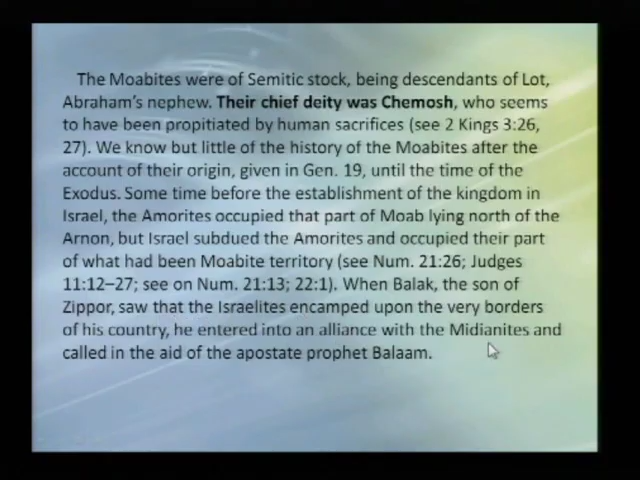 The Moabites were of Semitic stock, being descendants of Lot,
Abraham's nephew. Their chief deity was Chemosh, who seems
to have been propitiated by human sacrifices (see 2 Kings 3:26,
27). We know but little of the history of the Moabites after the
account of their origin, given in Gen. 19, until the time of the
Exodus. Some time before the establishment of the kingdom in
Israel, the Amorites occupied that part of Moab lying north of the
Arnon, but Israel subdued the Amorites and occupied their part
of what had been Moabite territory (see Num. 21:26; Judges
11:12–27; see on Num. 21:13; 22:1). When Balak, the son of
Zippor, saw that the Israelites encamped upon the very borders
of his country, he entered into an alliance with the Midianites and
called in the aid of the apostate prophet Balaam.